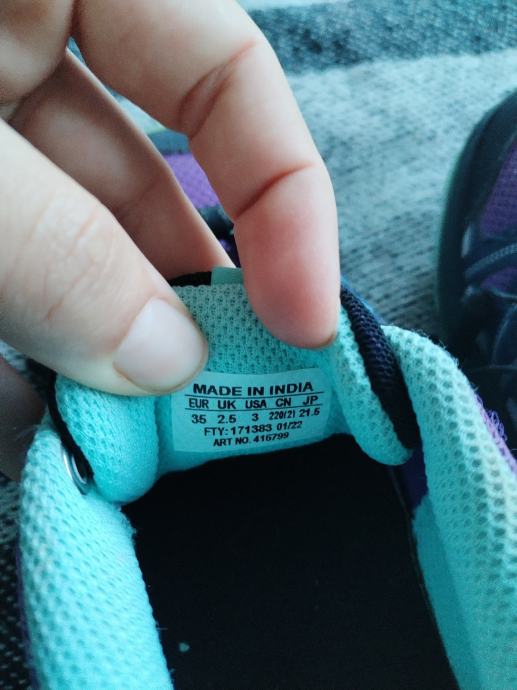 MADE IN INDIA
EUR UK USA CN JP
35 2.5 3 220(2) 21.5
FTY: 171383 01/22
ART NO. 416799